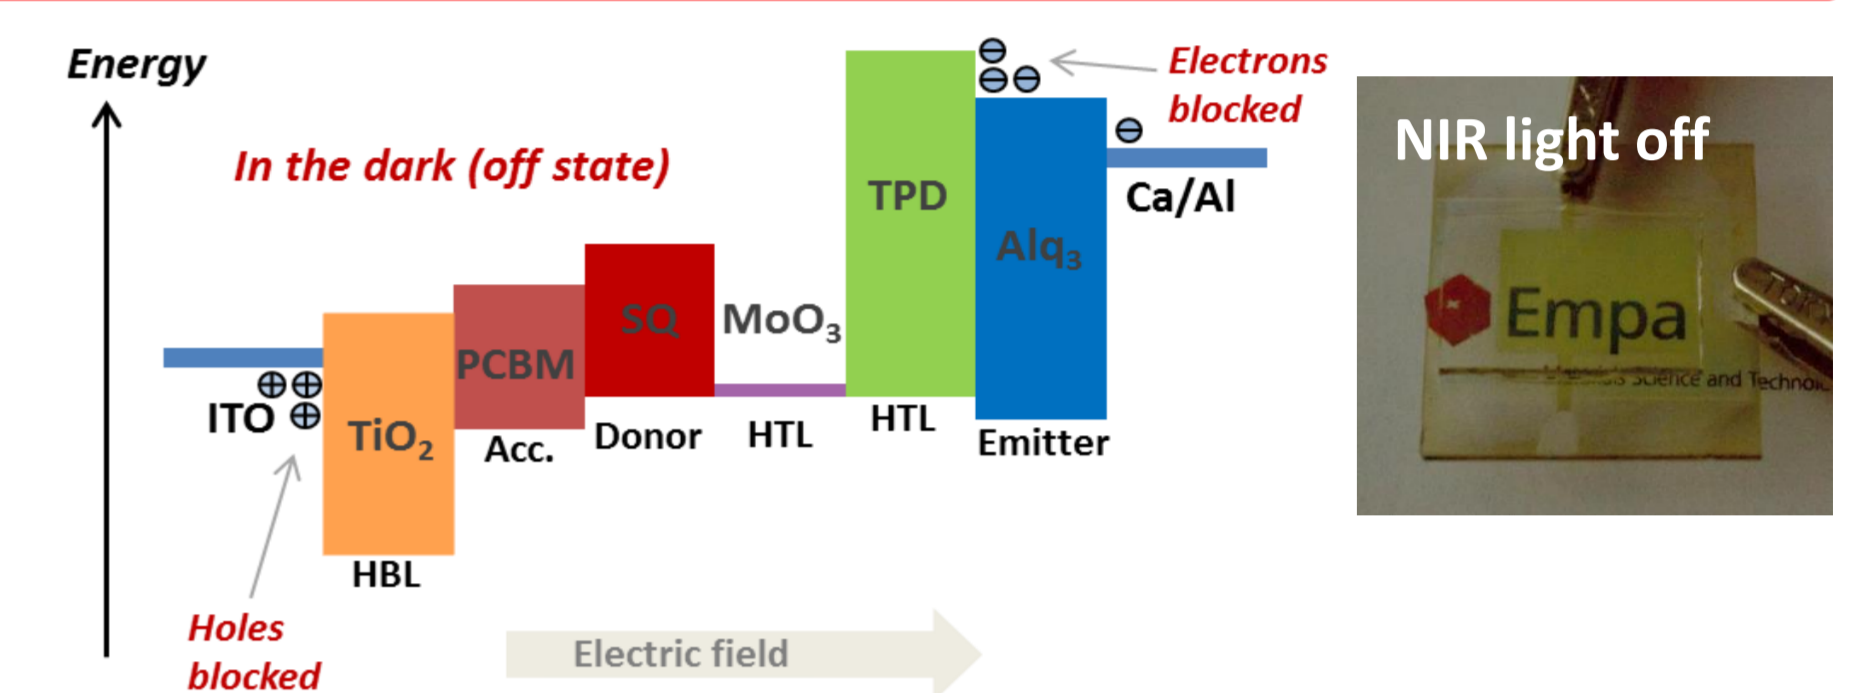 Energy
In the dark (off state)
Electrons
blocked
NIR light off
TPD
Ca/Al
Alq₃
SQ
MoO₃
PCBM
ITO
TiO₂
Acc.
Donor
HTL
HTL
Emitter
HBL
Holes
blocked
Electric field
Empa
Science and Technol